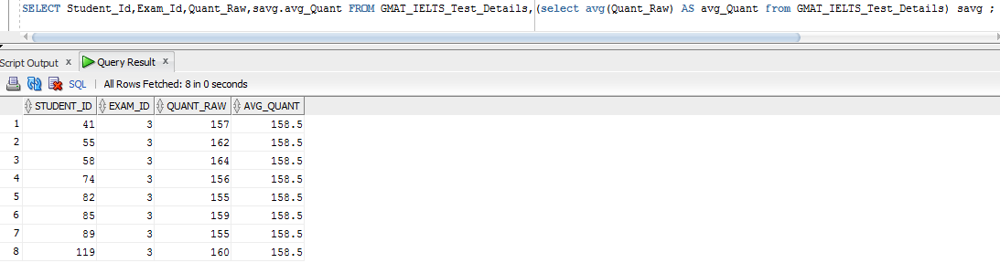 SELECT Student_Id,Exam_Id,Quant_Raw,savg.avg_Quant FROM GMAT_IELTS_Test_Details,(select avg(Quant_Raw) AS avg_Quant from GMAT_IELTS_Test_Details) savg ;
Script Output x Query Result x
SQL All Rows Fetched: 8 in 0 seconds
STUDENT_ID EXAM_ID QUANT_RAW AVG_QUANT
1 41 3 157 158.5
2 55 3 162 158.5
3 58 3 164 158.5
4 74 3 156 158.5
5 82 3 155 158.5
6 85 3 159 158.5
7 89 3 155 158.5
8 119 3 160 158.5